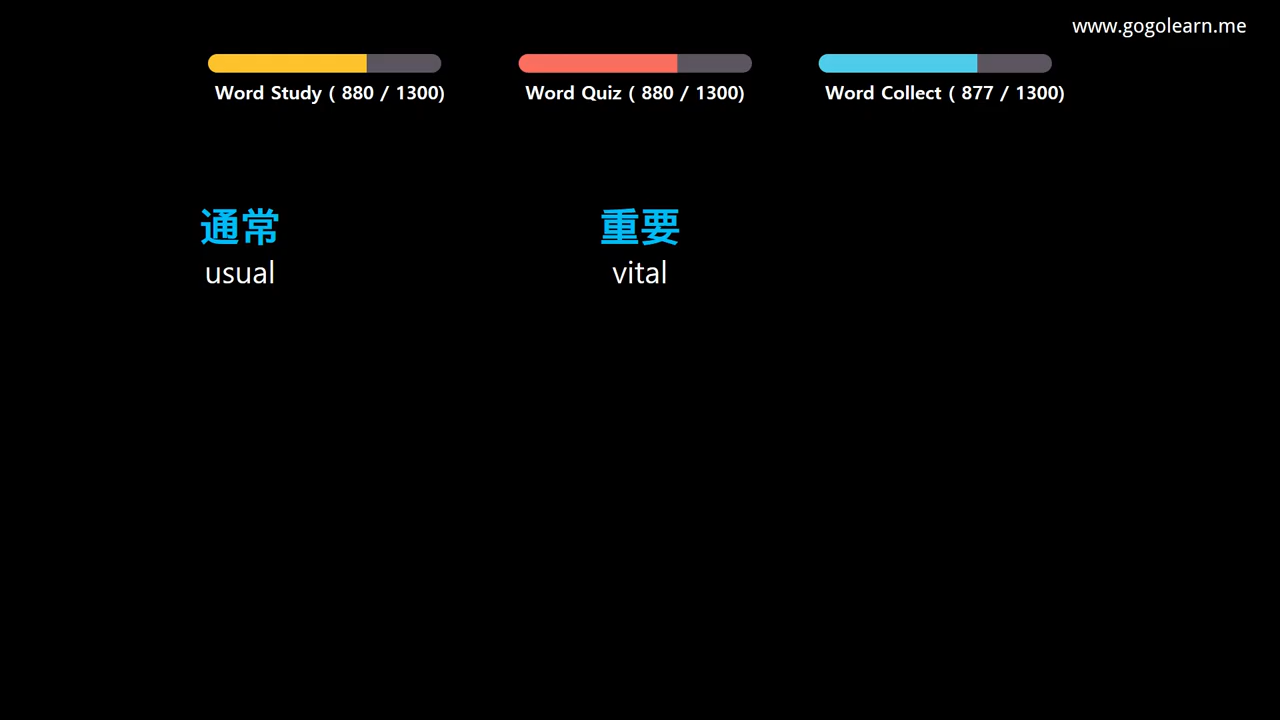 www.gogolearn.me
Word Study ( 880 / 1300)
Word Quiz ( 880 / 1300)
Word Collect ( 877 / 1300)
通常
usual
重要
vital